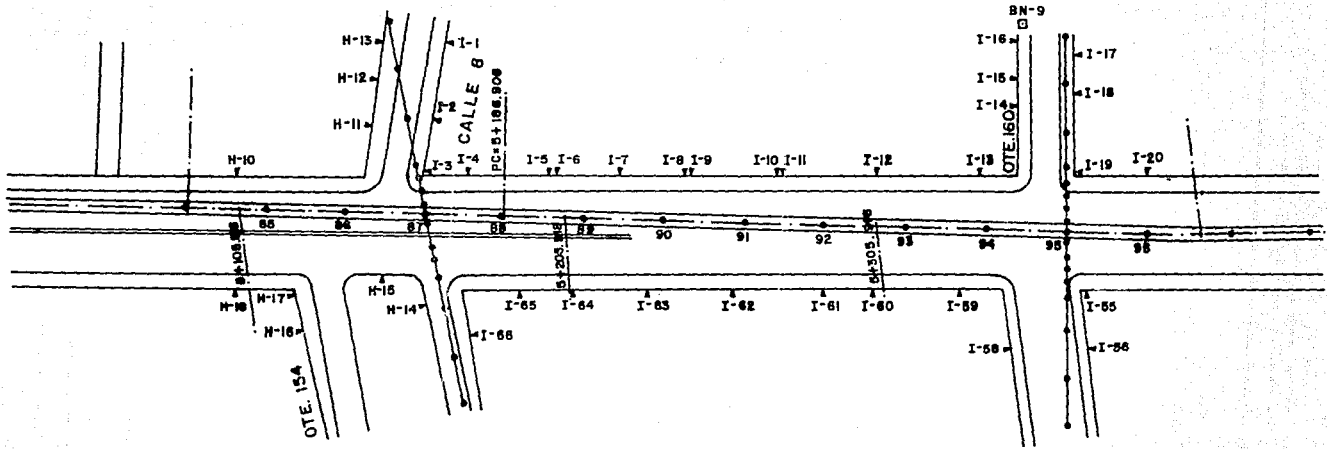 BN-9
H-13
I-1
I-16
I-17
H-12
CALLE 8
I-15
I-18
I-2
PC=5+186.908
I-14
H-11
OTE. 160
H-10
I-3
I-4
I-5
I-6
I-7
I-8
I-9
I-10
I-11
I-12
I-13
I-19
I-20
85
86
87
88
89
90
91
92
93
94
95
96
H-18
H-17
H-15
H-14
I-65
I-64
I-63
I-62
I-61
I-60
I-59
I-55
H-16
I-66
I-58
I-56
OTE. 154